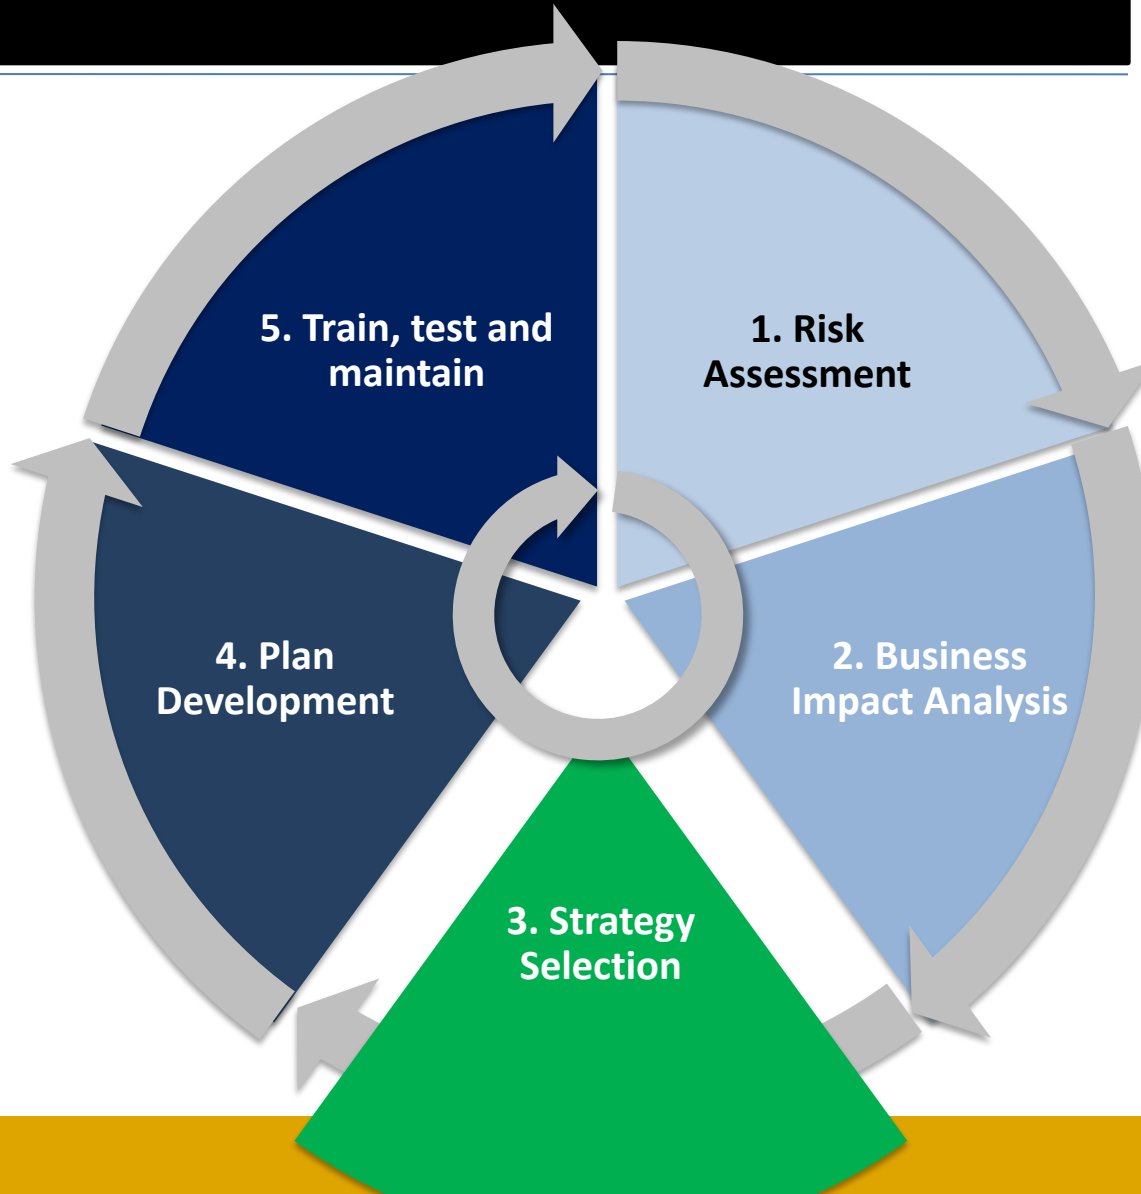 1. Risk
Assessment
2. Business
Impact Analysis
3. Strategy
Selection
4. Plan
Development
5. Train, test and
maintain